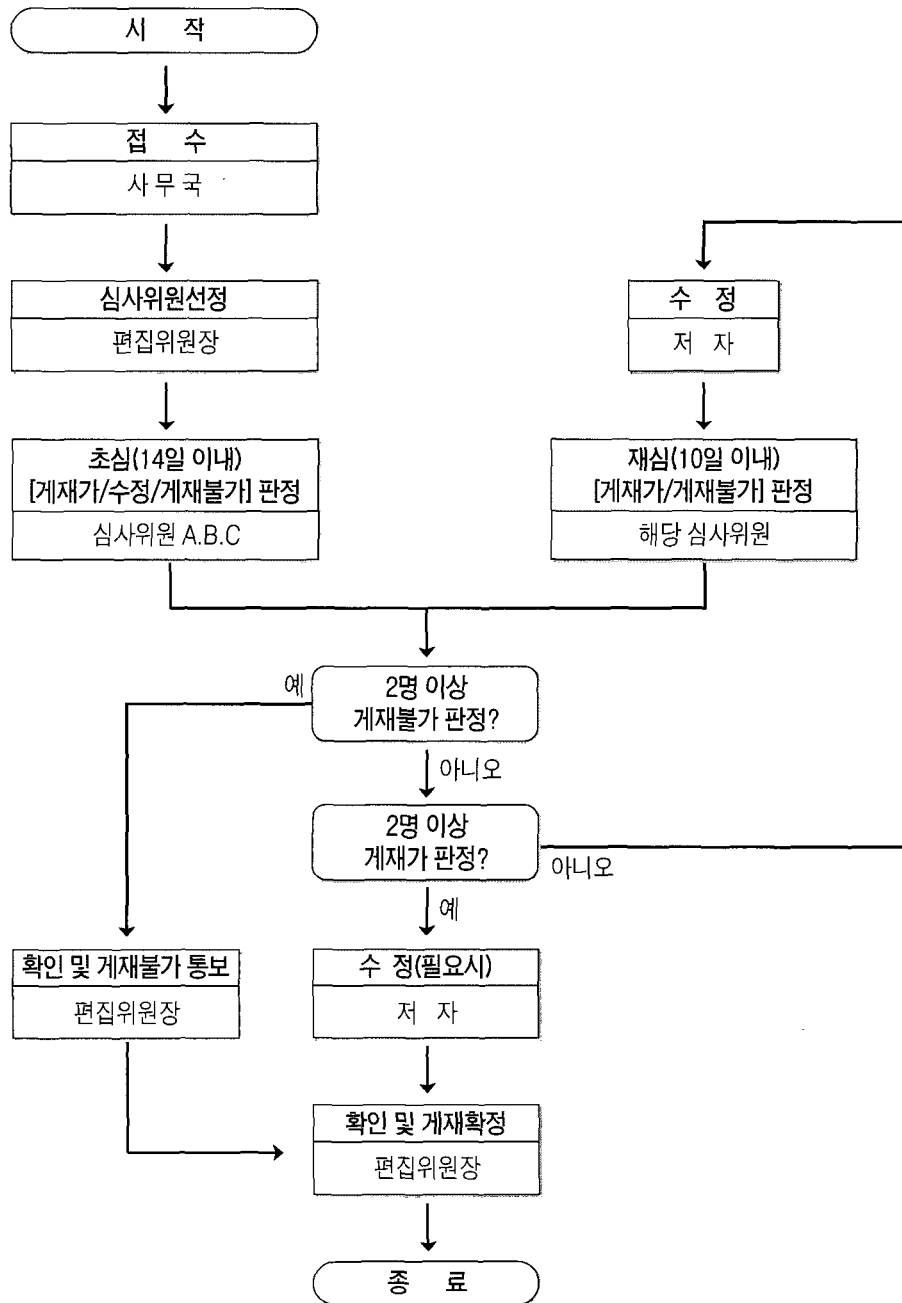 시 작
접 수
사 무 국
심사위원선정
편집위원장
초심(14일 이내)
[게재가/수정/게재불가] 판정
심사위원 A.B.C
수 정
저 자
재심(10일 이내)
[게재가/게재불가] 판정
해당 심사위원
예
2명 이상
게재불가 판정?
아니오
2명 이상
게재가 판정?
아니오
예
확인 및 게재불가 통보
편집위원장
수 정(필요시)
저 자
확인 및 게재확정
편집위원장
종 료